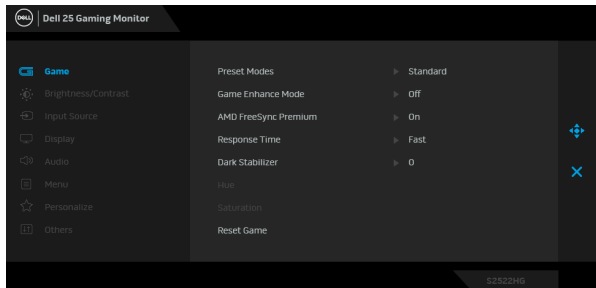 DELL Dell 25 Gaming Monitor
Game
Brightness/Contrast
Input Source
Display
Audio
Menu
Personalize
Others
Preset Modes Standard
Game Enhance Mode Off
AMD FreeSync Premium On
Response Time Fast
Dark Stabilizer 0
Hue
Saturation
Reset Game
S2522HG